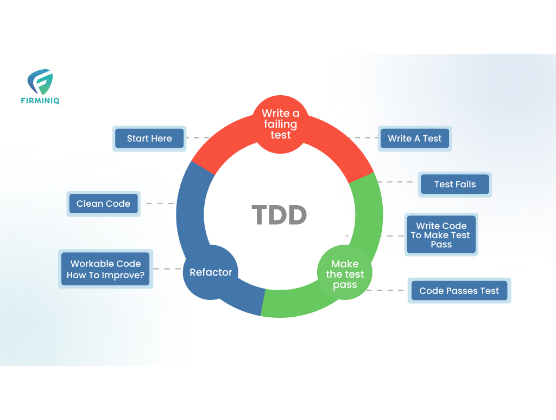 FIRMINIQ
Write a
failing
test
Start Here
Write A Test
Test Fails
Clean Code
TDD
Write Code
To Make Test
Pass
Workable Code
How To Improve?
Refactor
Make
the test
pass
Code Passes Test